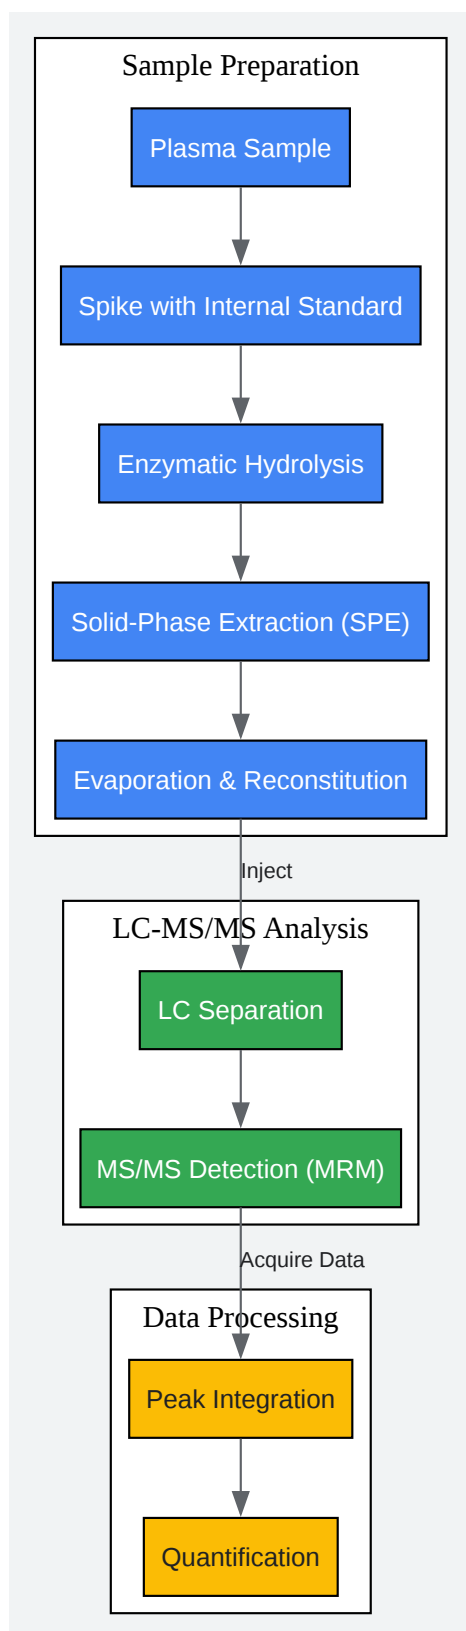 Sample Preparation
Plasma Sample
Spike with Internal Standard
Enzymatic Hydrolysis
Solid-Phase Extraction (SPE)
Evaporation & Reconstitution
Inject
LC-MS/MS Analysis
LC Separation
MS/MS Detection (MRM)
Acquire Data
Data Processing
Peak Integration
Quantification